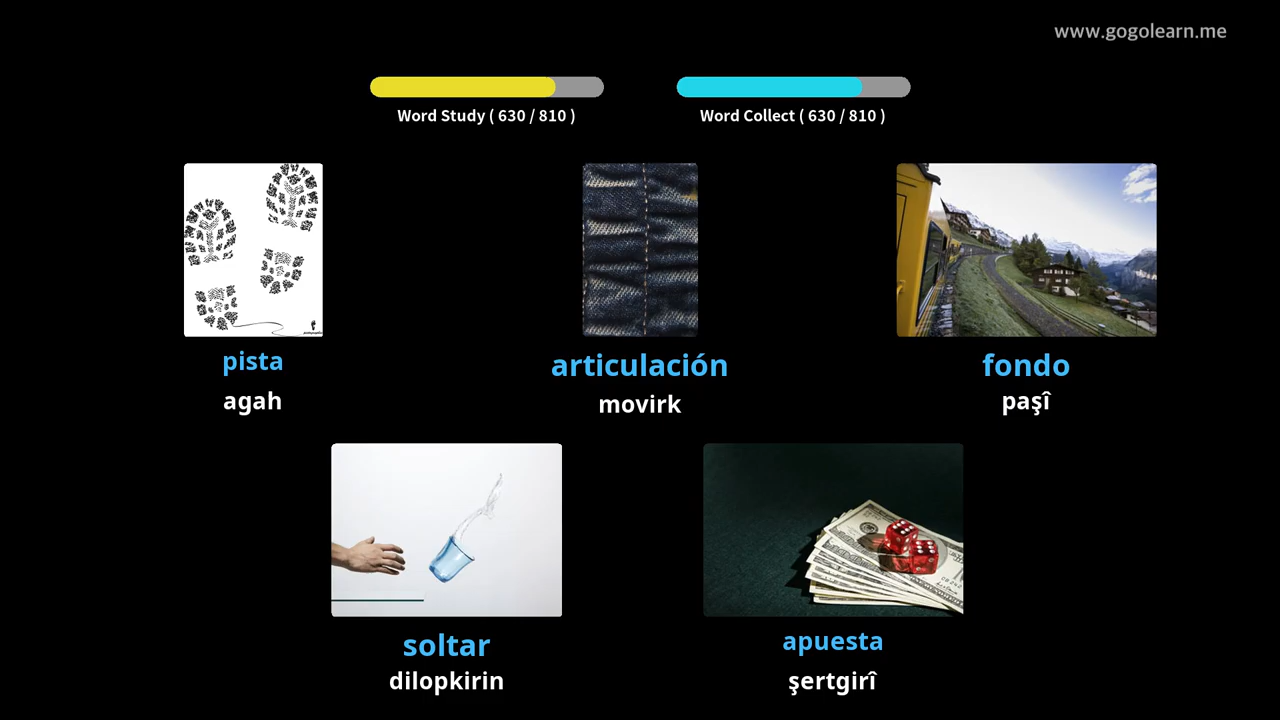 www.gogolearn.me
Word Study ( 630 / 810 )
Word Collect ( 630 / 810 )
pista
agah
articulación
movirk
fondo
paşî
soltar
dilopkirin
apuesta
şertgirî